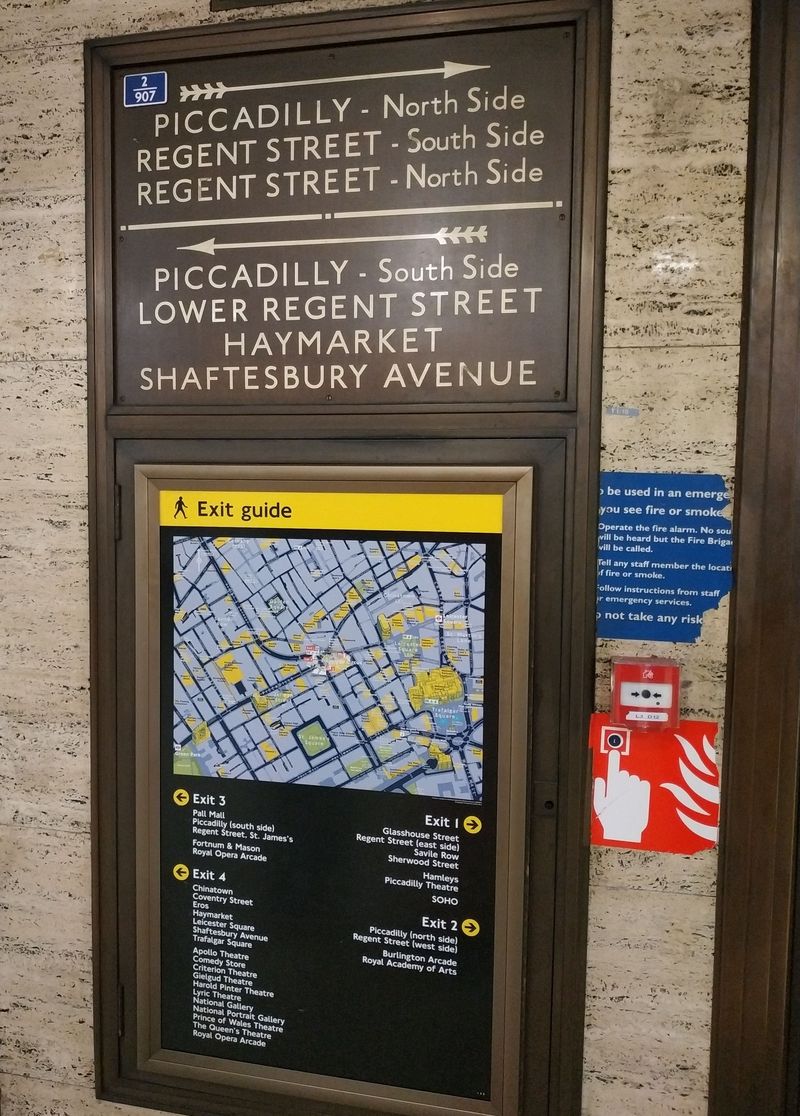 2
907
PICCADILLY - North Side
REGENT STREET - South Side
REGENT STREET - North Side
PICCADILLY - South Side
LOWER REGENT STREET
HAYMARKET
SHAFTESBURY AVENUE
Exit guide
St. James's
Square
Trafalgar
Square
Green Park
Exit 3
Pall Mall
Piccadilly (south side)
Regent Street, St. James's
Fortnum & Mason
Royal Opera Arcade
Exit 4
Chinatown
Coventry Street
Eros
Haymarket
Leicester Square
Shaftesbury Avenue
Trafalgar Square
Apollo Theatre
Comedy Store
Criterion Theatre
Gielgud Theatre
Harold Pinter Theatre
Lyric Theatre
National Gallery
National Portrait Gallery
Prince of Wales Theatre
The Queen's Theatre
Royal Opera Arcade
Exit 1
Glasshouse Street
Regent Street (east side)
Savile Row
Sherwood Street
Hamleys
Piccadilly Theatre
SOHO
Exit 2
Piccadilly (north side)
Regent Street (west side)
Burlington Arcade
Royal Academy of Arts
o be used in an emerge
you see fire or smoke
Operate the fire alarm. No sou
will be heard but the Fire Briga
will be called.
Tell any staff member the locati
of fire or smoke.
Follow instructions from staff
or emergency services.
o not take any risk